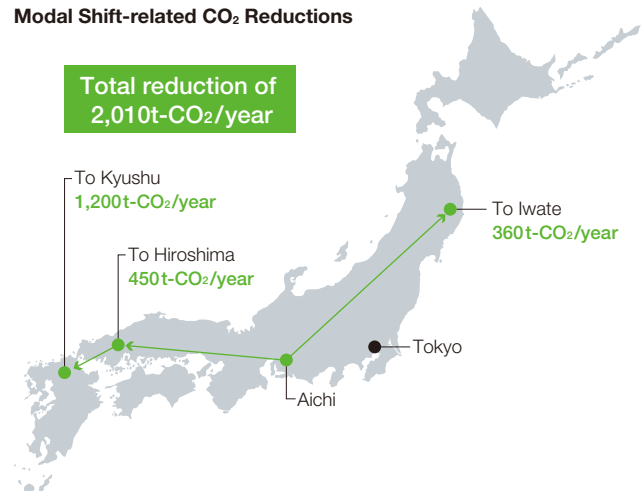 Modal Shift-related CO₂ Reductions
Total reduction of
2,010t-CO₂/year
To Kyushu
1,200t-CO₂/year
To Hiroshima
450t-CO₂/year
To Iwate
360t-CO₂/year
Tokyo
Aichi